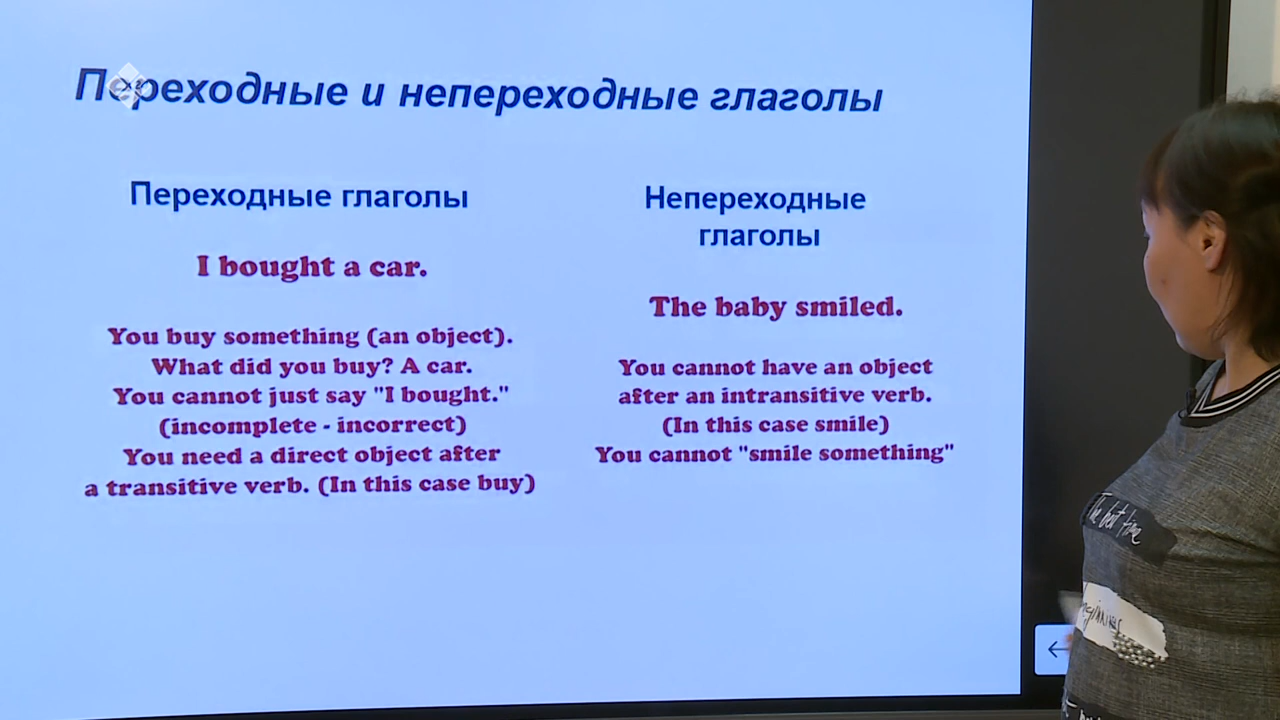 Переходные и непереходные глаголы
Переходные глаголы
I bought a car.
You buy something (an object).
What did you buy? A car.
You cannot just say "I bought."
(incomplete - incorrect)
You need a direct object after
a transitive verb. (In this case buy)
Непереходные
глаголы
The baby smiled.
You cannot have an object
after an intransitive verb.
(In this case smile)
You cannot "smile something"
The best time